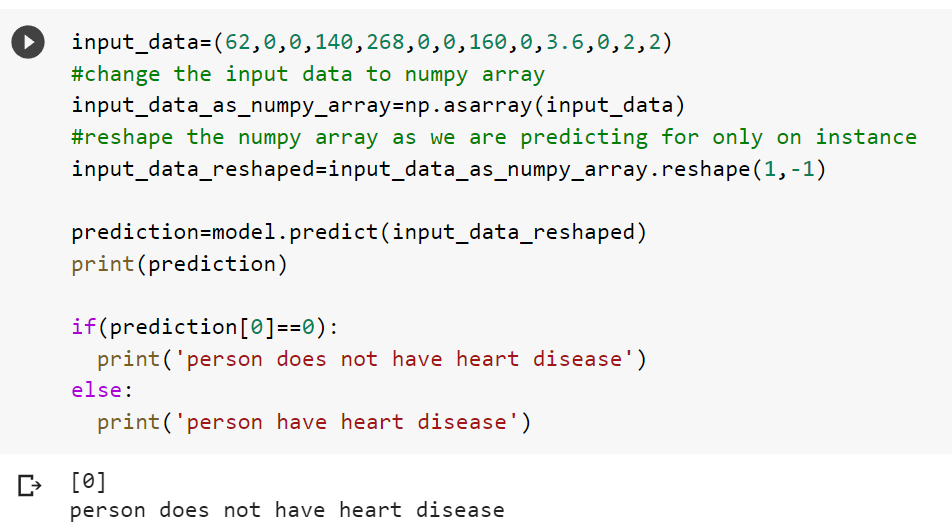 input_data=(62,0,0,140,268,0,0,160,0,3.6,0,2,2)
#change the input data to numpy array
input_data_as_numpy_array=np.asarray(input_data)
#reshape the numpy array as we are predicting for only on instance
input_data_reshaped=input_data_as_numpy_array.reshape(1,-1)
prediction=model.predict(input_data_reshaped)
print(prediction)
if(prediction[0]==0):
  print('person does not have heart disease')
else:
  print('person have heart disease')
[0]
person does not have heart disease